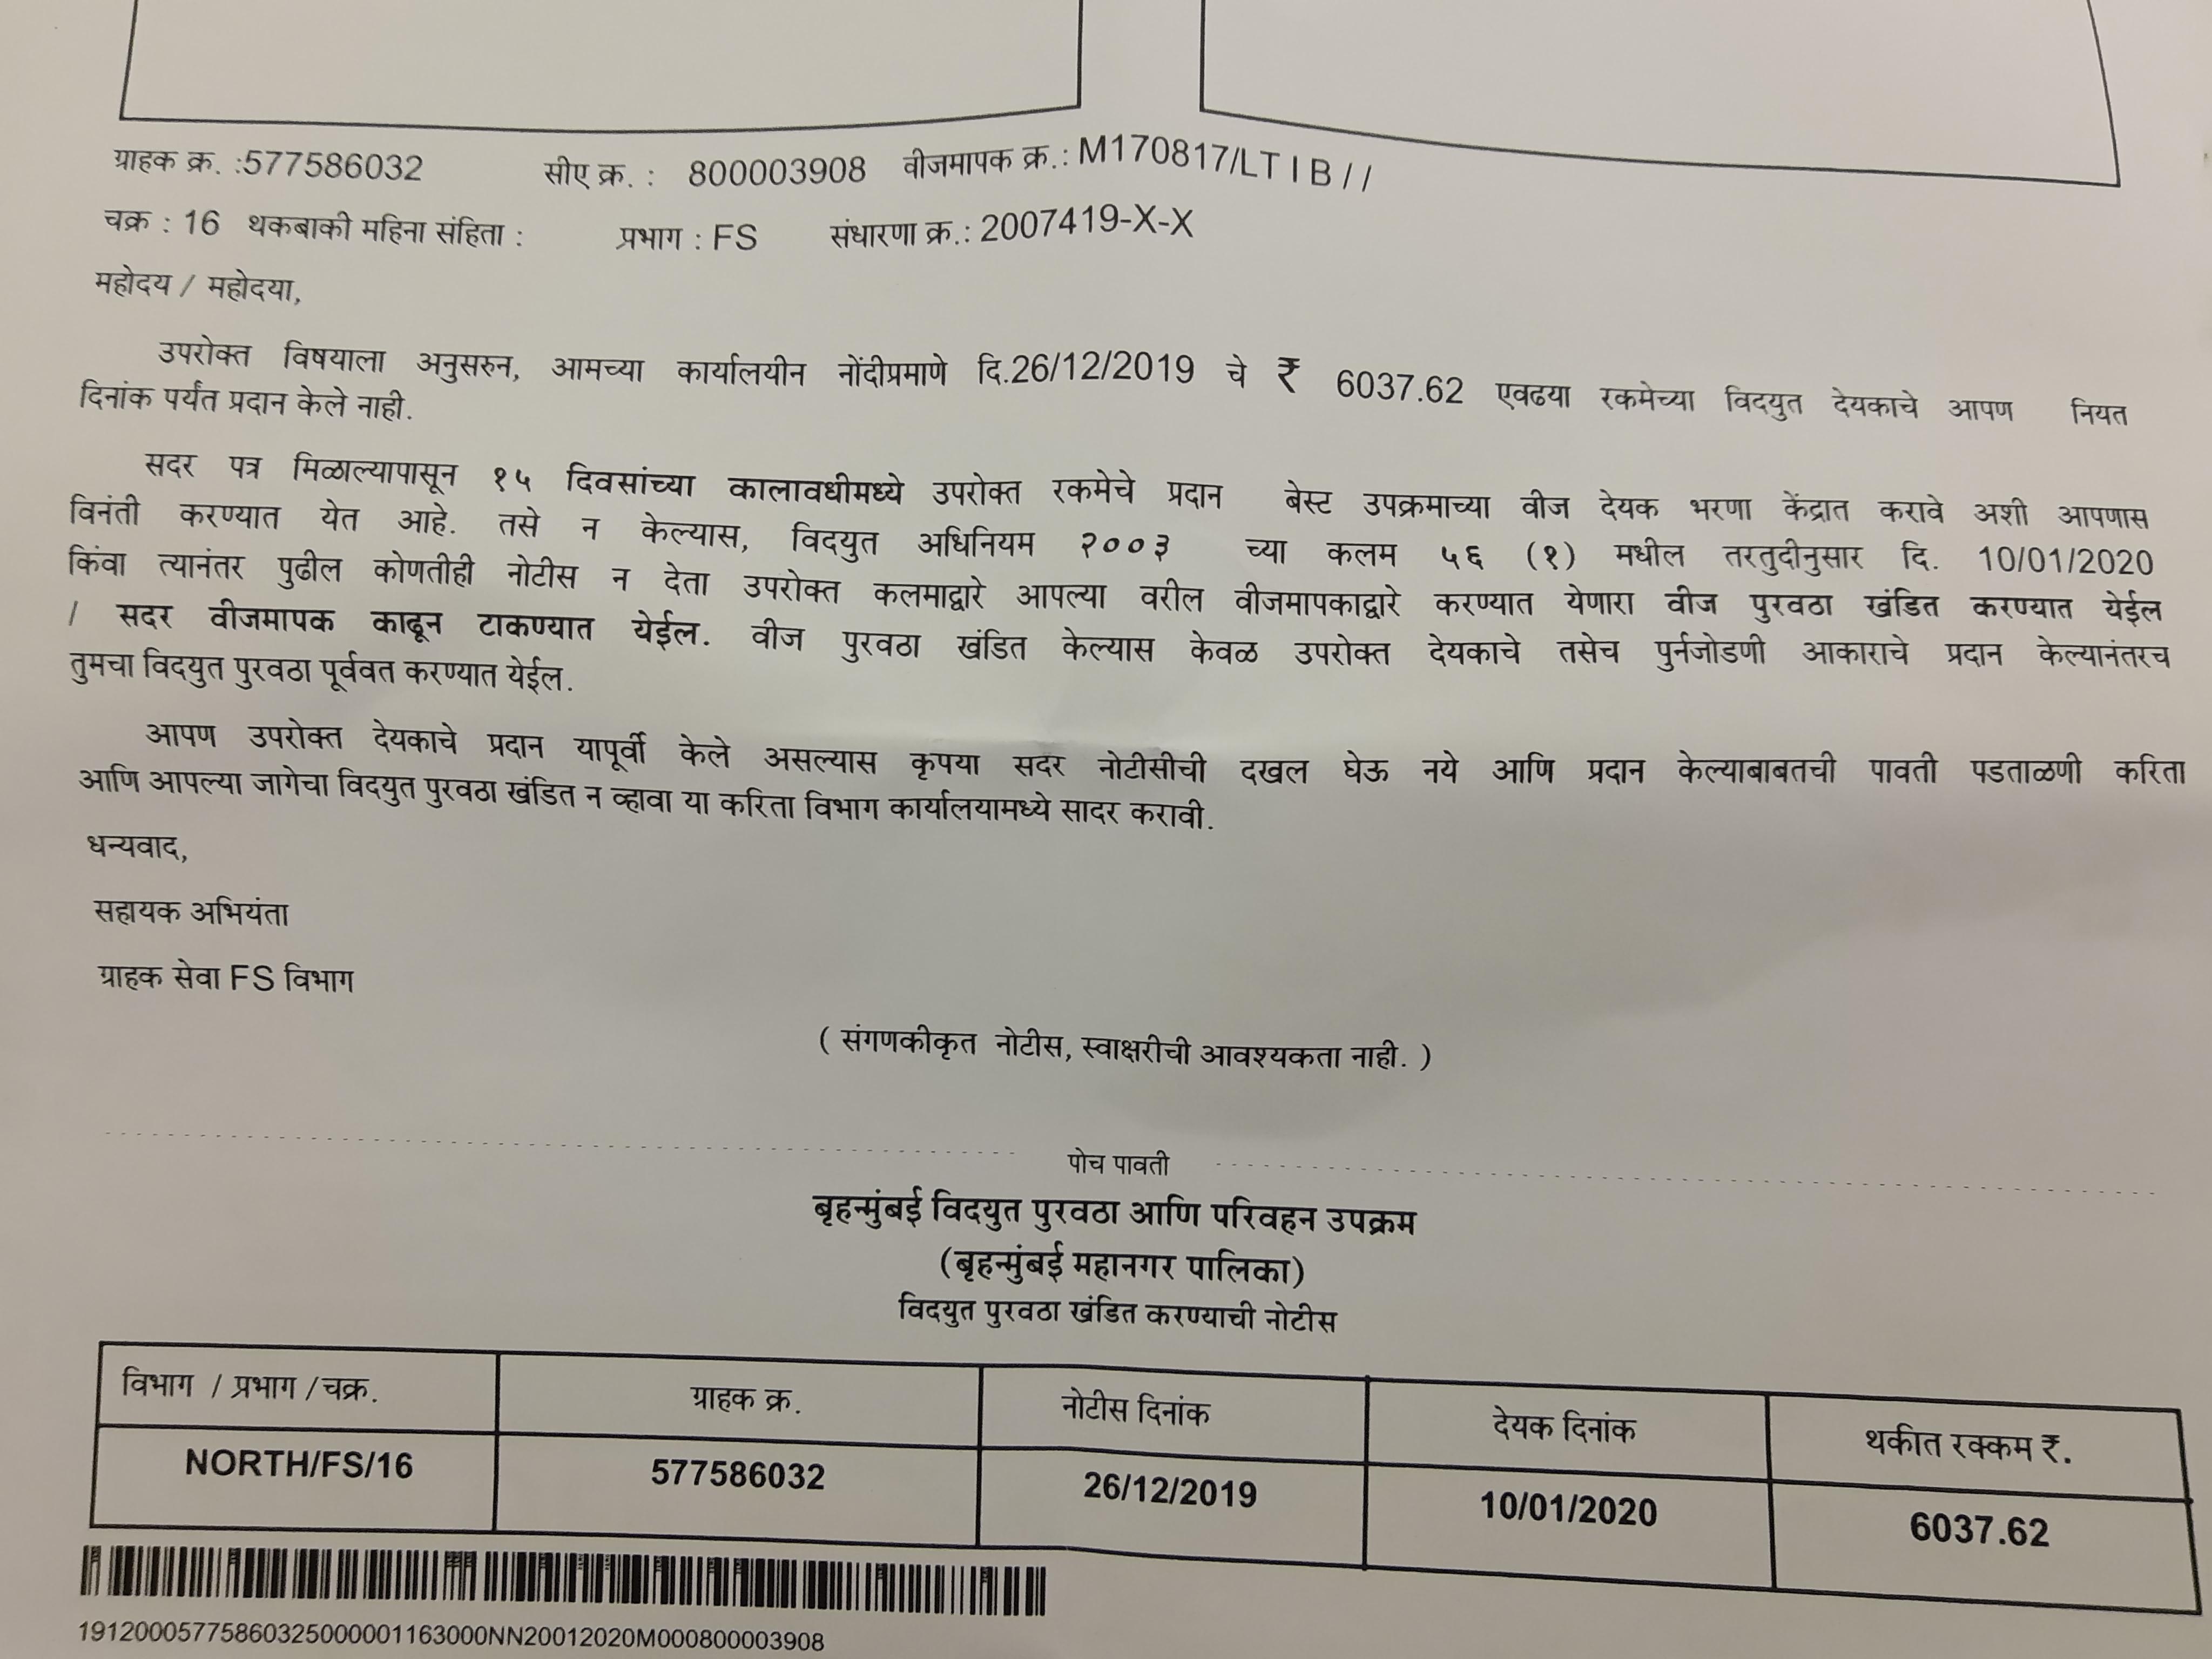 ग्राहक क्र. :577586032 सीए क्र. : 800003908 वीजमापक क्र.: M170817/LT I B / /
चक्र : 16 थकबाकी महिना संहिता : प्रभाग : FS संधारणा क्र.: 2007419-X-X
महोदय / महोदया,
उपरोक्त विषयाला अनुसरुन, आमच्या कार्यालयीन नोंदीप्रमाणे दि.26/12/2019 चे ₹ 6037.62 एवढया रकमेच्या विदयुत देयकाचे आपण नियत
दिनांक पर्यंत प्रदान केले नाही.
सदर पत्र मिळाल्यापासून १५ दिवसांच्या कालावधीमध्ये उपरोक्त रकमेचे प्रदान बेस्ट उपक्रमाच्या वीज देयक भरणा केंद्रात करावे अशी आपणास
विनंती करण्यात येत आहे. तसे न केल्यास, विदयुत अधिनियम २००३ च्या कलम ५६ (१) मधील तरतुदीनुसार दि. 10/01/2020
किंवा त्यानंतर पुढील कोणतीही नोटीस न देता उपरोक्त कलमाद्वारे आपल्या वरील वीजमापकाद्वारे करण्यात येणारा वीज पुरवठा खंडित करण्यात येईल
/ सदर वीजमापक काढून टाकण्यात येईल. वीज पुरवठा खंडित केल्यास केवळ उपरोक्त देयकाचे तसेच पुर्नजोडणी आकाराचे प्रदान केल्यानंतरच
तुमचा विदयुत पुरवठा पूर्ववत करण्यात येईल.
आपण उपरोक्त देयकाचे प्रदान यापूर्वी केले असल्यास कृपया सदर नोटीसीची दखल घेऊ नये आणि प्रदान केल्याबाबतची पावती पडताळणी करिता
आणि आपल्या जागेचा विदयुत पुरवठा खंडित न व्हावा या करिता विभाग कार्यालयामध्ये सादर करावी.
धन्यवाद,
सहायक अभियंता
ग्राहक सेवा FS विभाग
( संगणकीकृत नोटीस, स्वाक्षरीची आवश्यकता नाही. )
पोच पावती
बृहन्मुंबई विदयुत पुरवठा आणि परिवहन उपक्रम
(बृहन्मुंबई महानगर पालिका)
विदयुत पुरवठा खंडित करण्याची नोटीस
विभाग / प्रभाग /चक्र. ग्राहक क्र. नोटीस दिनांक देयक दिनांक थकीत रक्कम ₹.
NORTH/FS/16 577586032 26/12/2019 10/01/2020 6037.62
1912000577586032500000116​3000NN20012020M000800003908